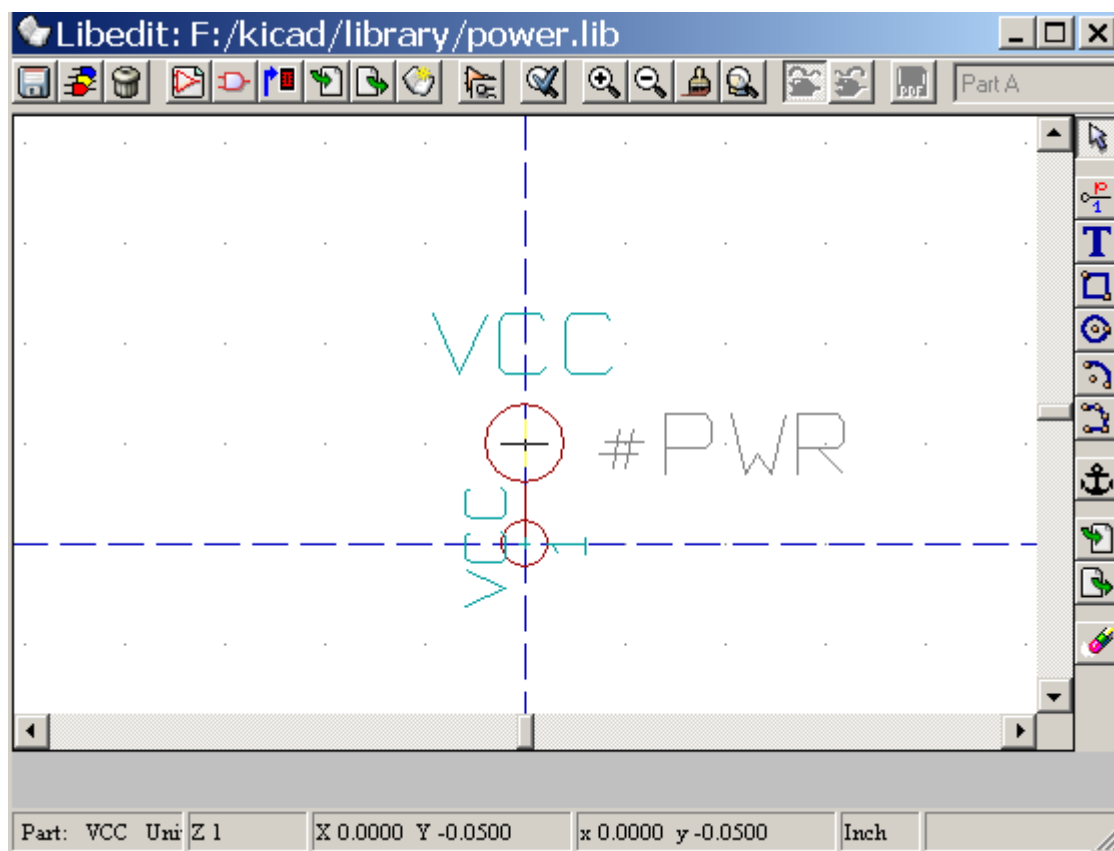 Libedit: F:/kicad/library/power.lib
Part A
VCC
#PWR
VCC
1
Part: VCC Uni
Z 1
X 0.0000 Y -0.0500
x 0.0000 y -0.0500
Inch